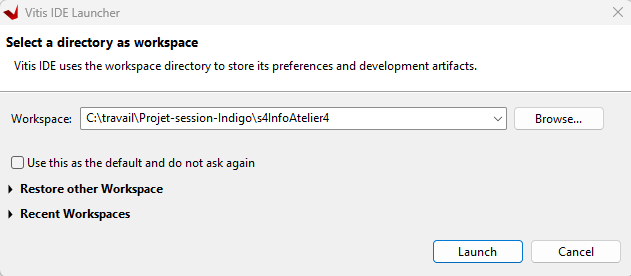 Vitis IDE Launcher
Select a directory as workspace
Vitis IDE uses the workspace directory to store its preferences and development artifacts.
Workspace: C:\travail\Projet-session-Indigo\s4InfoAtelier4 Browse...
Use this as the default and do not ask again
Restore other Workspace
Recent Workspaces
Launch Cancel